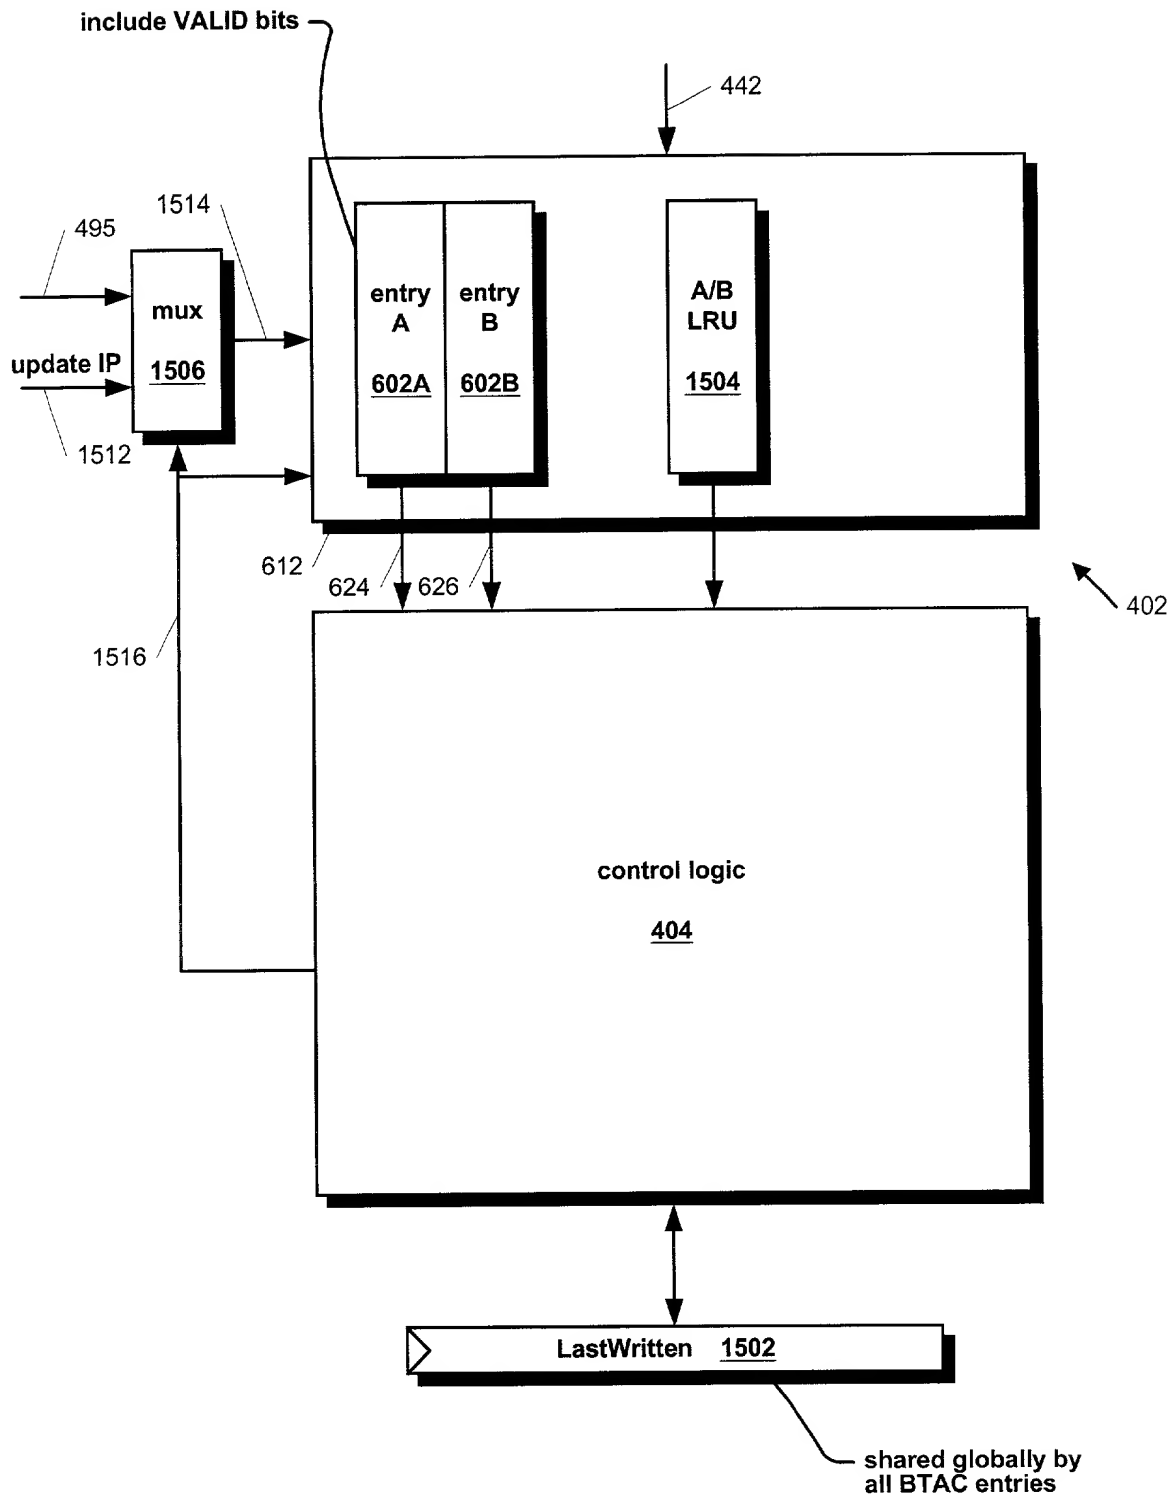 include VALID bits
442
1514
495
mux
1506
update IP
1512
entry
A
602A
entry
B
602B
A/B
LRU
1504
612
624
626
402
1516
control logic
404
LastWritten 1502
shared globally by
all BTAC entries